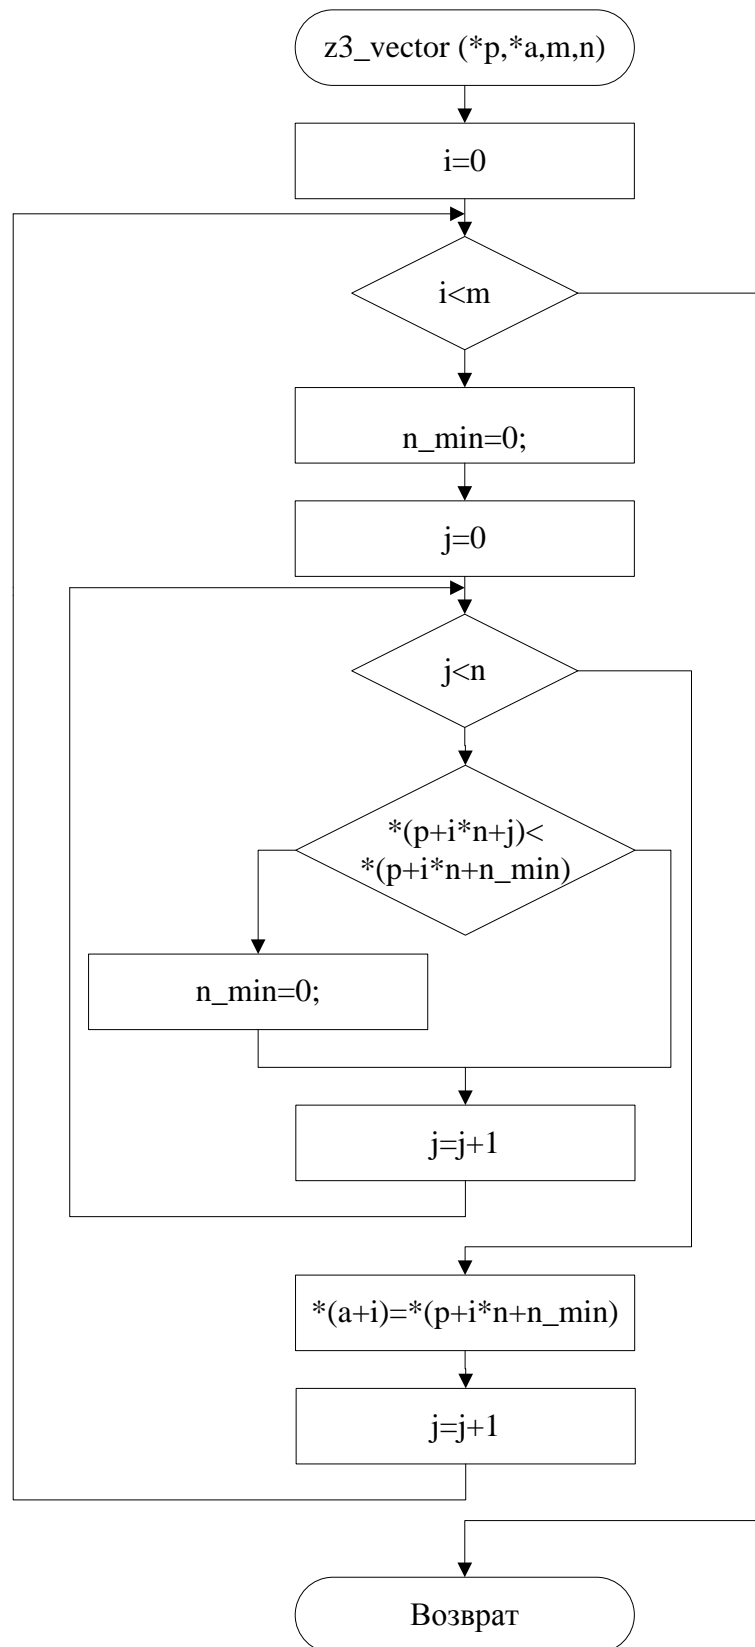 z3_vector (*p,*a,m,n)
i=0
i<m
n_min=0;
j=0
j<n
*(p+i*n+j)<
*(p+i*n+n_min)
n_min=0;
j=j+1
*(a+i)=*(p+i*n+n_min)
j=j+1
Возврат